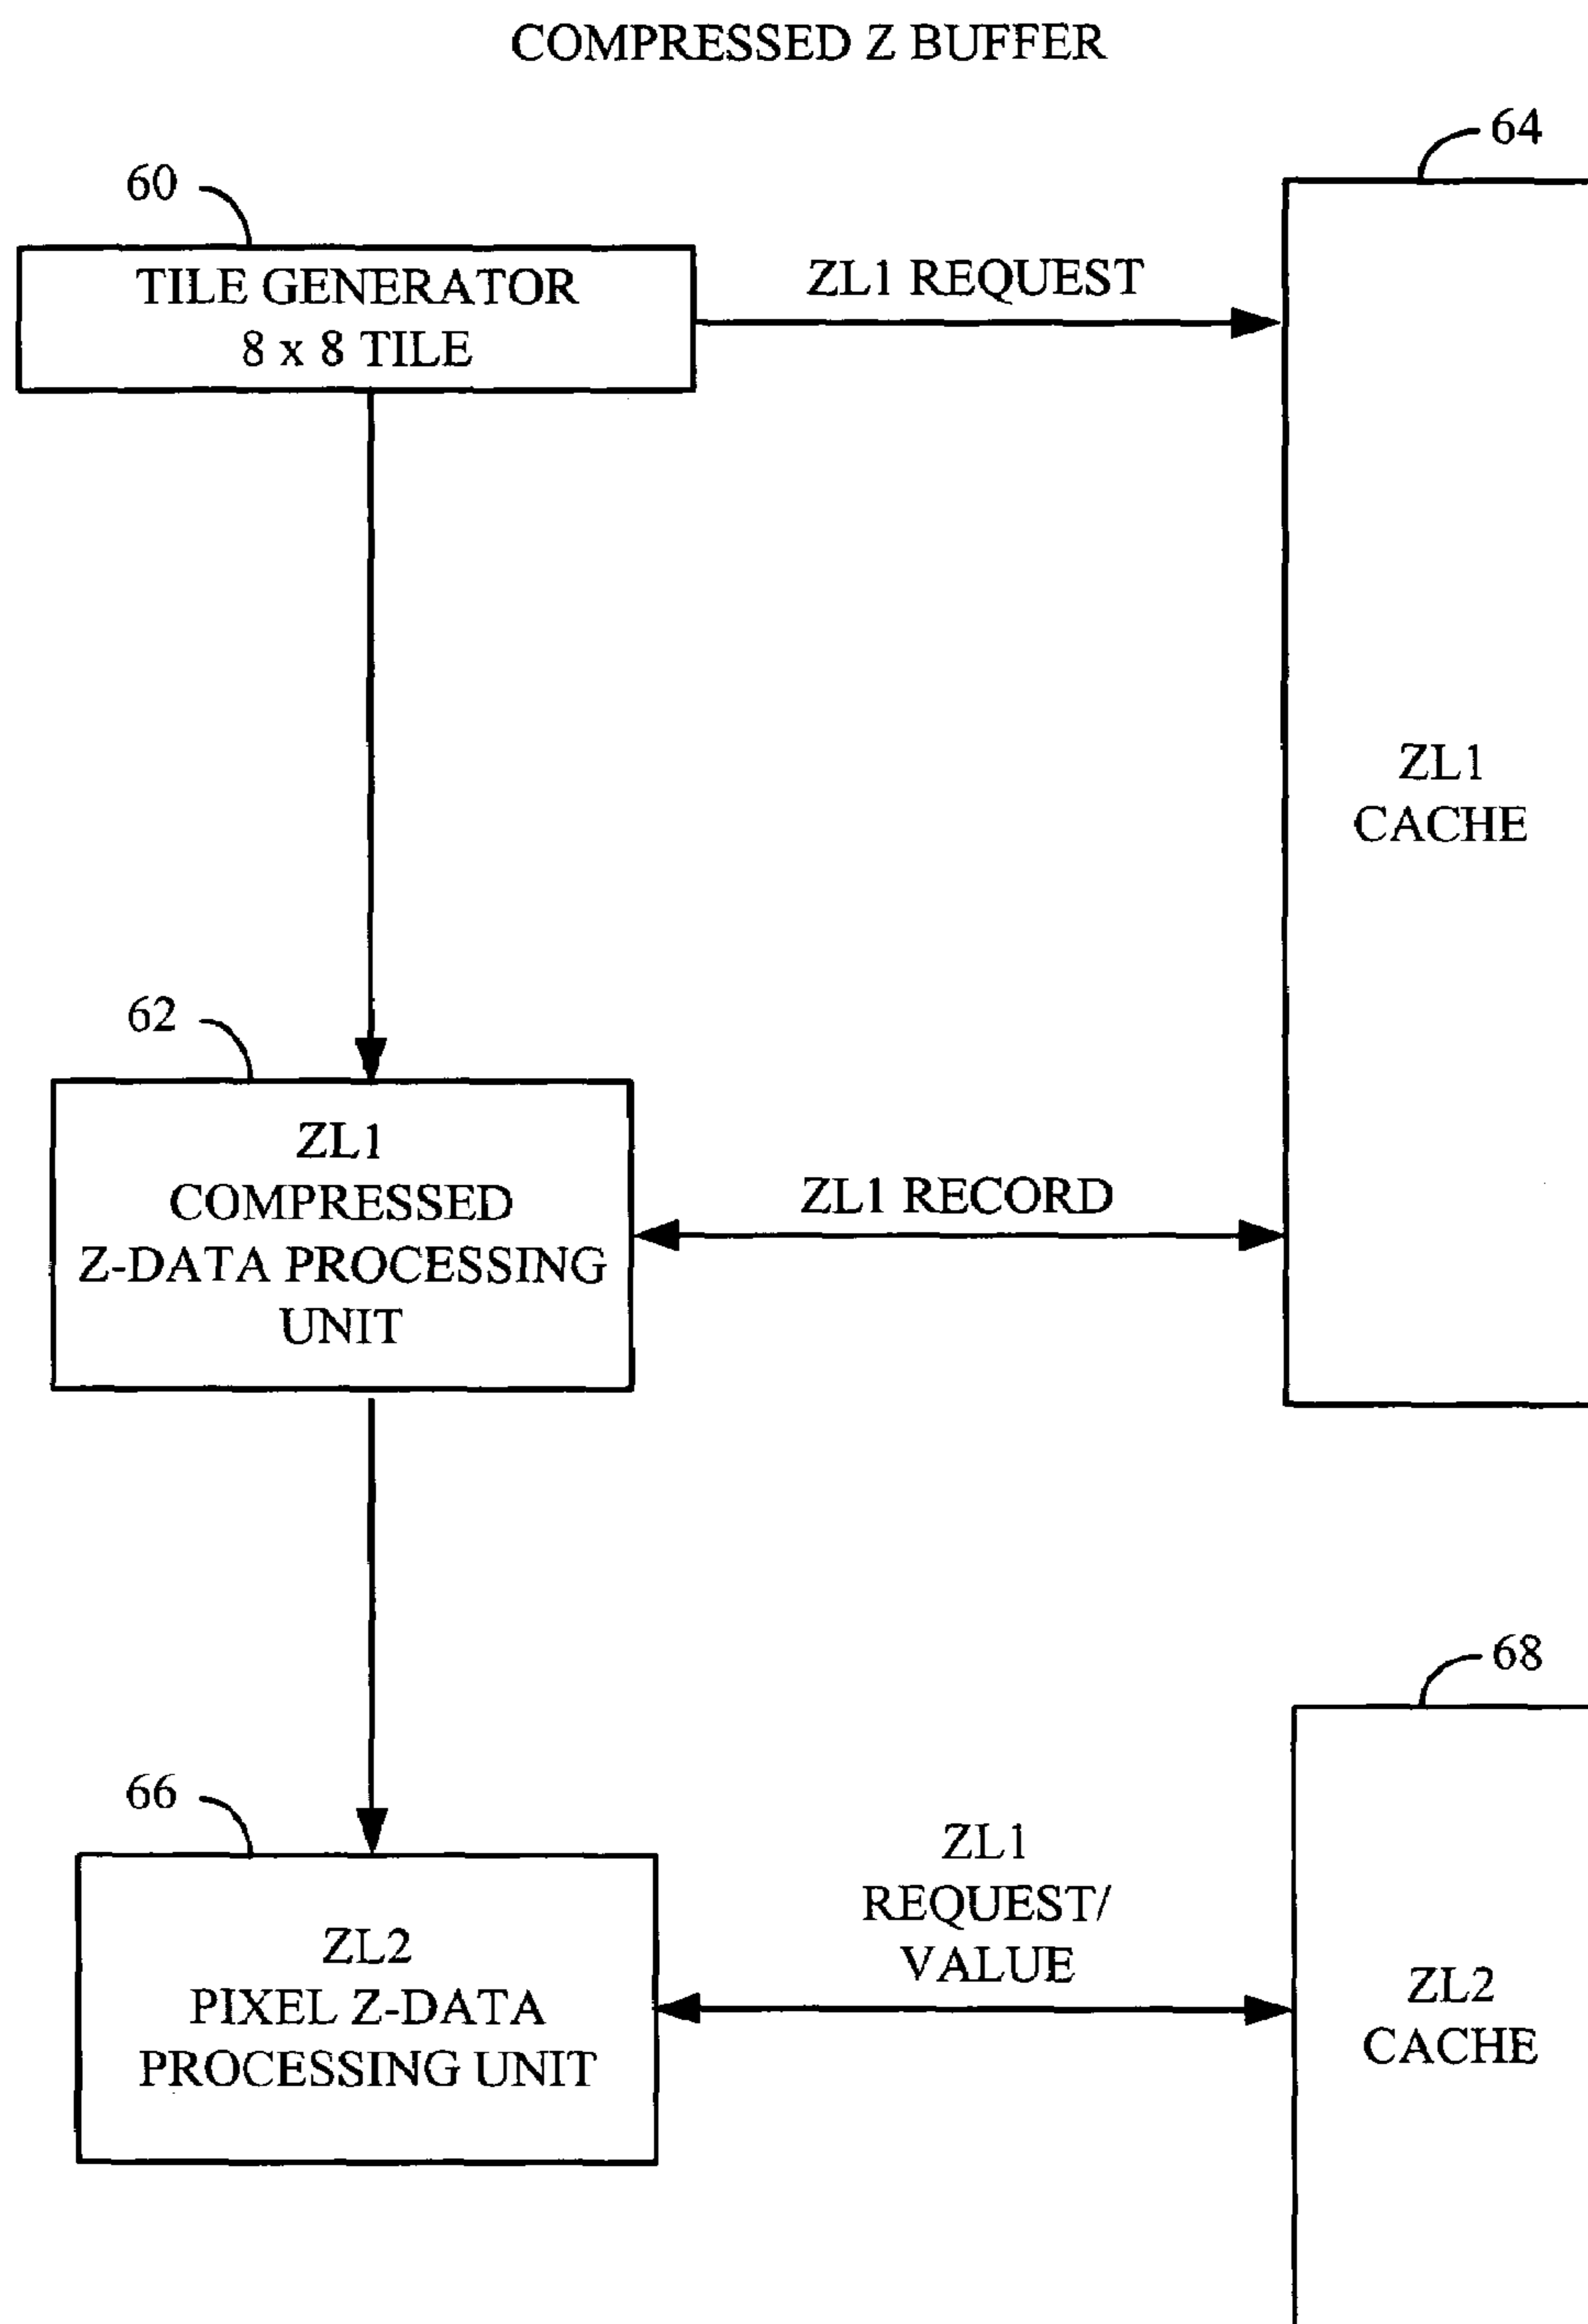 COMPRESSED Z BUFFER
64
60
TILE GENERATOR
8 x 8 TILE
ZL1 REQUEST
ZL1
CACHE
62
ZL1
COMPRESSED
Z-DATA PROCESSING
UNIT
ZL1 RECORD
68
66
ZL2
PIXEL Z-DATA
PROCESSING UNIT
ZL1
REQUEST/
VALUE
ZL2
CACHE